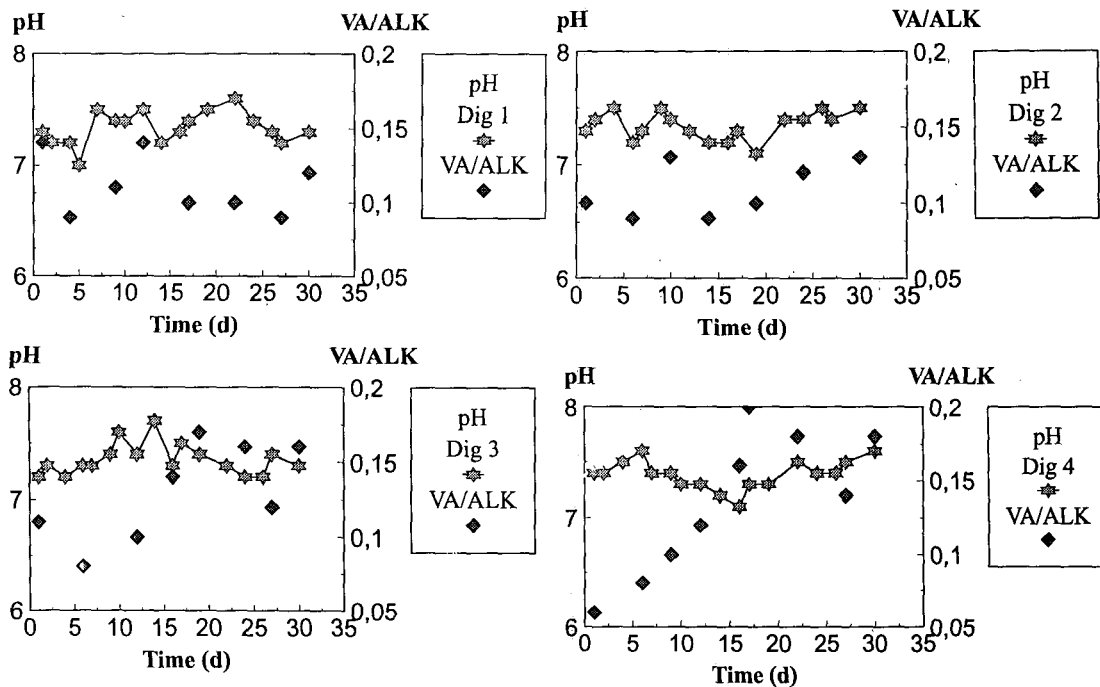 pH VA/ALK
8 0,2
7 0,15
0,1
6 0,05
0 5 10 15 20 25 30 35
Time (d)
pH
Dig 1
VA/ALK
pH VA/ALK
8 0,2
7 0,15
0,1
6 0,05
0 5 10 15 20 25 30 35
Time (d)
pH
Dig 2
VA/ALK
pH VA/ALK
8 0,2
7 0,15
0,1
6 0,05
0 5 10 15 20 25 30 35
Time (d)
pH
Dig 3
VA/ALK
pH VA/ALK
8 0,2
7 0,15
0,1
6 0,05
0 5 10 15 20 25 30 35
Time (d)
pH
Dig 4
VA/ALK